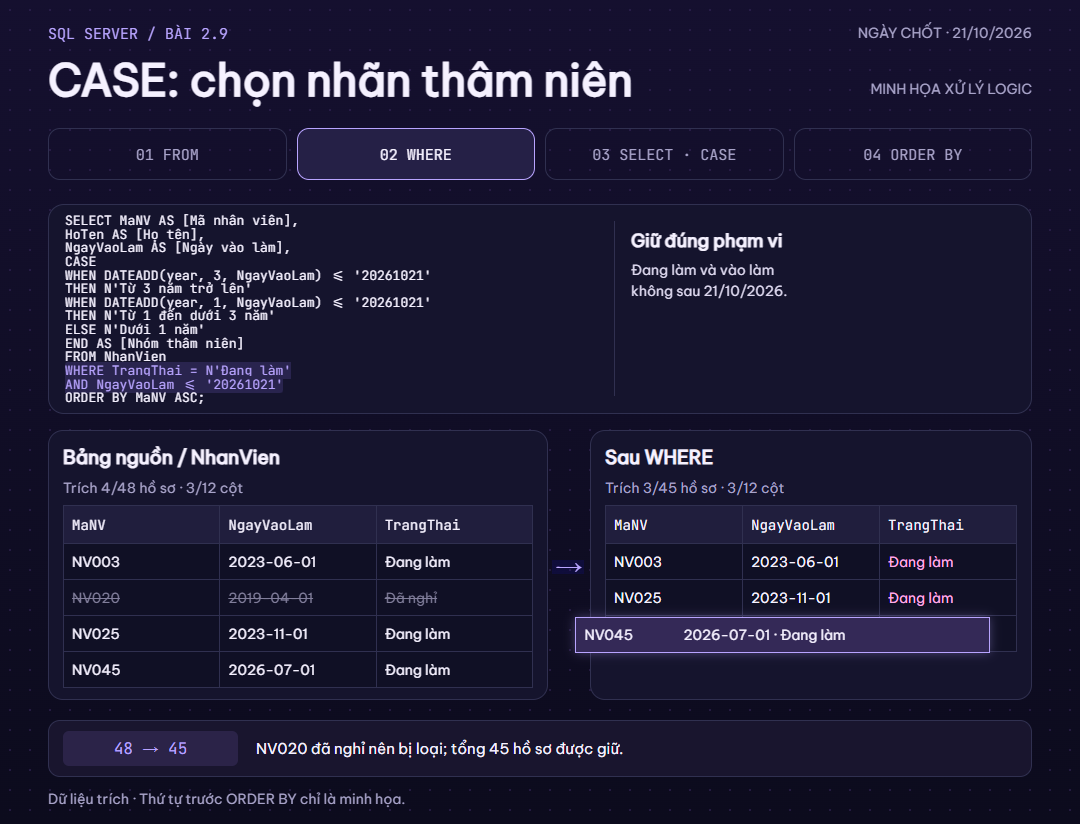 SQL SERVER / BÀI 2.9
NGÀY CHỐT · 21/10/2026
CASE: chọn nhãn thâm niên
MINH HỌA XỬ LÝ LOGIC
01 FROM
02 WHERE
03 SELECT · CASE
04 ORDER BY
SELECT MaNV AS [Mã nhân viên],
HoTen AS [Họ tên],
NgayVaoLam AS [Ngày vào làm],
CASE
WHEN DATEADD(year, 3, NgayVaoLam) <= '20261021'
THEN N'Từ 3 năm trở lên'
WHEN DATEADD(year, 1, NgayVaoLam) <= '20261021'
THEN N'Từ 1 đến dưới 3 năm'
ELSE N'Dưới 1 năm'
END AS [Nhóm thâm niên]
FROM NhanVien
WHERE TrangThai = N'Đang làm'
AND NgayVaoLam <= '20261021'
ORDER BY MaNV ASC;
Giữ đúng phạm vi
Đang làm và vào làm
không sau 21/10/2026.
Bảng nguồn / NhanVien
Trích 4/48 hồ sơ · 3/12 cột
MaNV NgayVaoLam TrangThai
NV003 2023-06-01 Đang làm
NV020 2019-04-01 Đã nghỉ
NV025 2023-11-01 Đang làm
NV045 2026-07-01 Đang làm
→
Sau WHERE
Trích 3/45 hồ sơ · 3/12 cột
MaNV NgayVaoLam TrangThai
NV003 2023-06-01 Đang làm
NV025 2023-11-01 Đang làm
NV045 2026-07-01 · Đang làm
48 → 45
NV020 đã nghỉ nên bị loại; tổng 45 hồ sơ được giữ.
Dữ liệu trích · Thứ tự trước ORDER BY chỉ là minh họa.